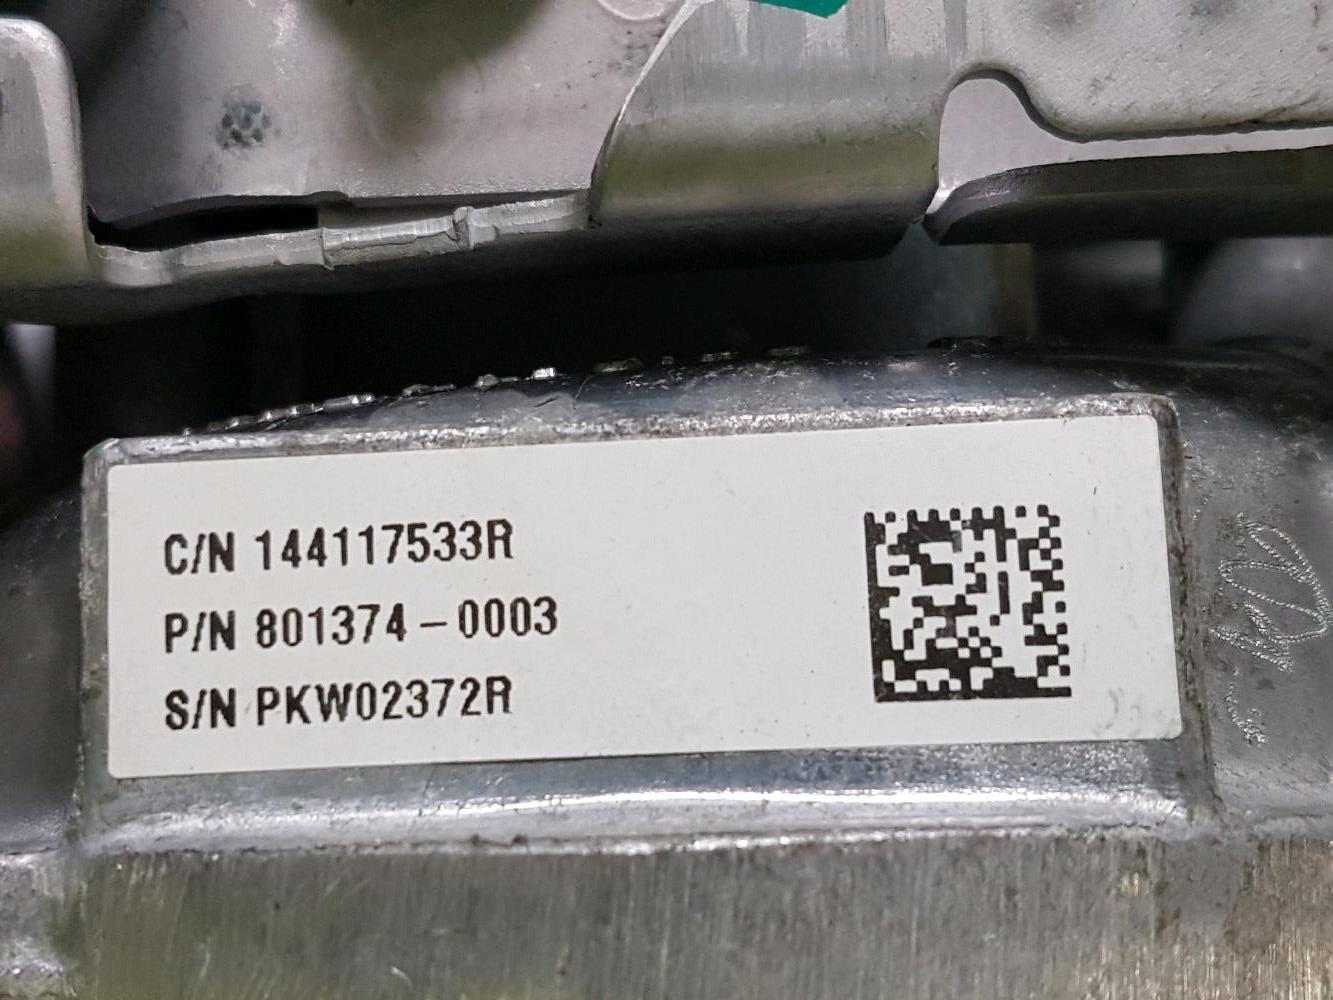 C/N 144117533R
P/N 801374-0003
S/N PKW02372R